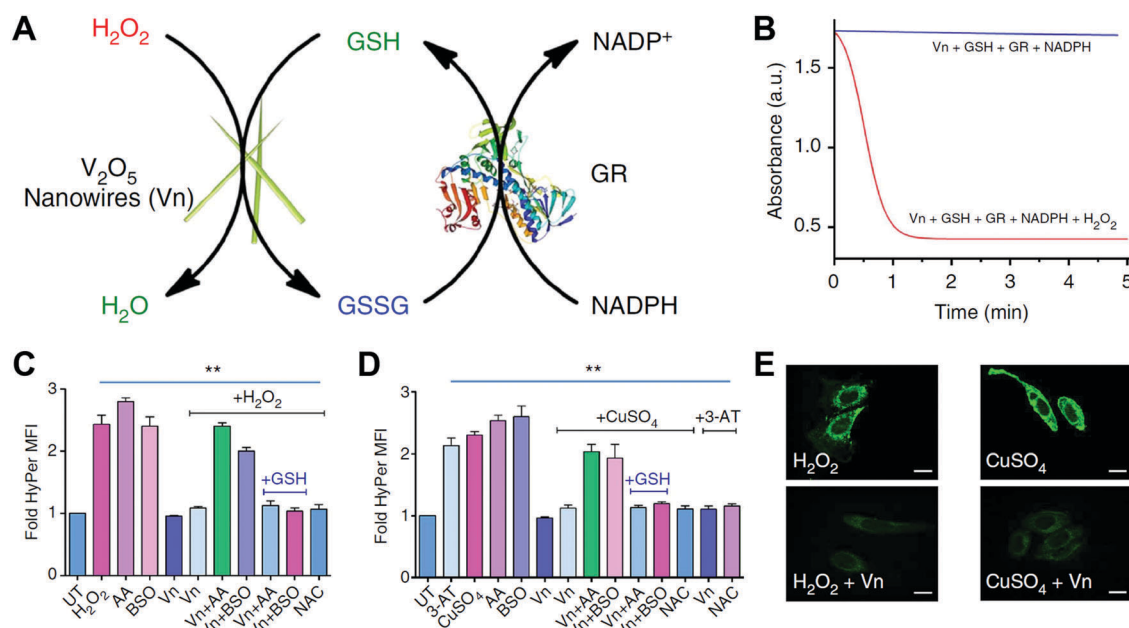 A
H₂O₂
GSH
NADP⁺
V₂O₅
Nanowires (Vn)
GR
H₂O
GSSG
NADPH
B
Absorbance (a.u.)
1.5
1.0
0.5
Vn + GSH + GR + NADPH
Vn + GSH + GR + NADPH + H₂O₂
0 1 2 3 4 5
Time (min)
C
**
+H₂O₂
+GSH
Fold HyPer MFI
3
2
1
0
UT
H₂O₂
AA
BSO
Vn
Vn
Vn+AA
Vn+BSO
Vn+AA
Vn+BSO
NAC
D
**
+CuSO₄
+3-AT
+GSH
Fold HyPer MFI
3
2
1
0
UT
3-AT
CuSO₄
AA
BSO
Vn
Vn
Vn+AA
Vn+BSO
Vn+AA
Vn+BSO
NAC
Vn
NAC
E
H₂O₂
CuSO₄
H₂O₂ + Vn
CuSO₄ + Vn